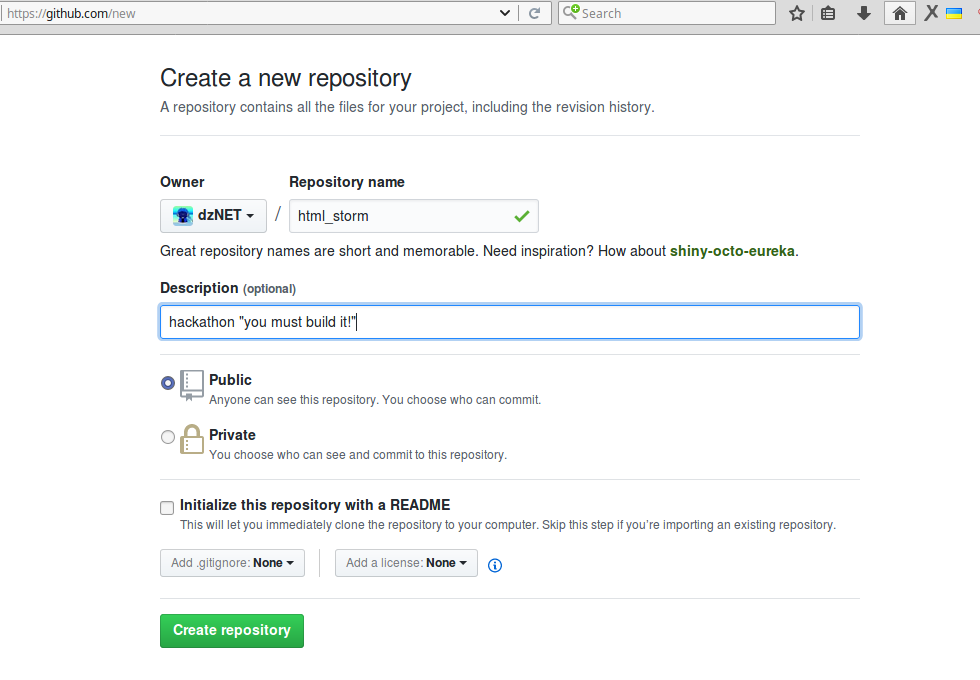 https://github.com/new
Search
Create a new repository
A repository contains all the files for your project, including the revision history.
Owner
Repository name
dzNET / html_storm
Great repository names are short and memorable. Need inspiration? How about shiny-octo-eureka.
Description (optional)
hackathon "you must build it!"
Public
Anyone can see this repository. You choose who can commit.
Private
You choose who can see and commit to this repository.
Initialize this repository with a README
This will let you immediately clone the repository to your computer. Skip this step if you’re importing an existing repository.
Add .gitignore: None
Add a license: None
Create repository